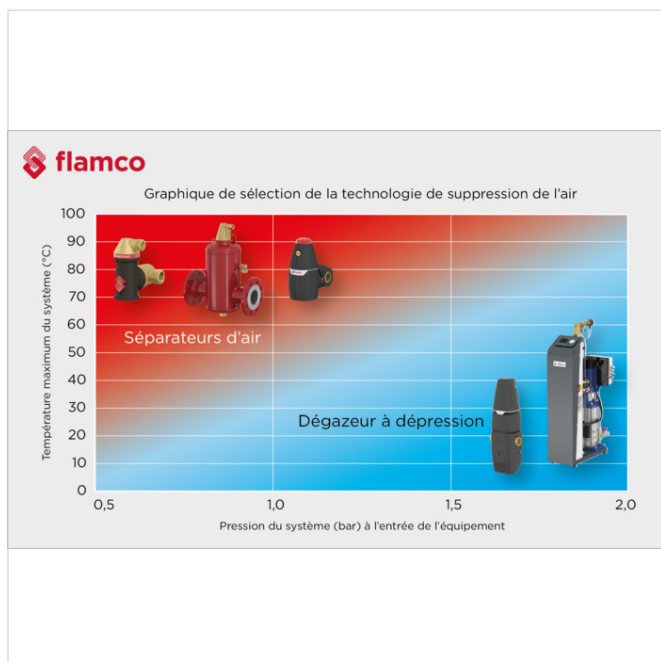 flamco
Graphique de sélection de la technologie de suppression de l'air
Température maximum du système (°C)
100
90
80
70
60
50
40
30
20
10
0
Séparateurs d'air
Dégazeur à dépression
0,5
1,0
1,5
2,0
Pression du système (bar) à l'entrée de l'équipement